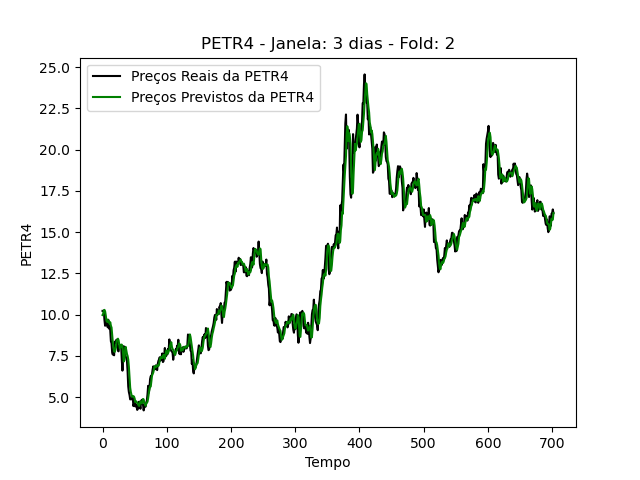 PETR4 - Janela: 3 dias - Fold: 2
Preços Reais da PETR4
Preços Previstos da PETR4
25.0
22.5
20.0
17.5
15.0
12.5
10.0
7.5
5.0
PETR4
0 100 200 300 400 500 600 700
Tempo